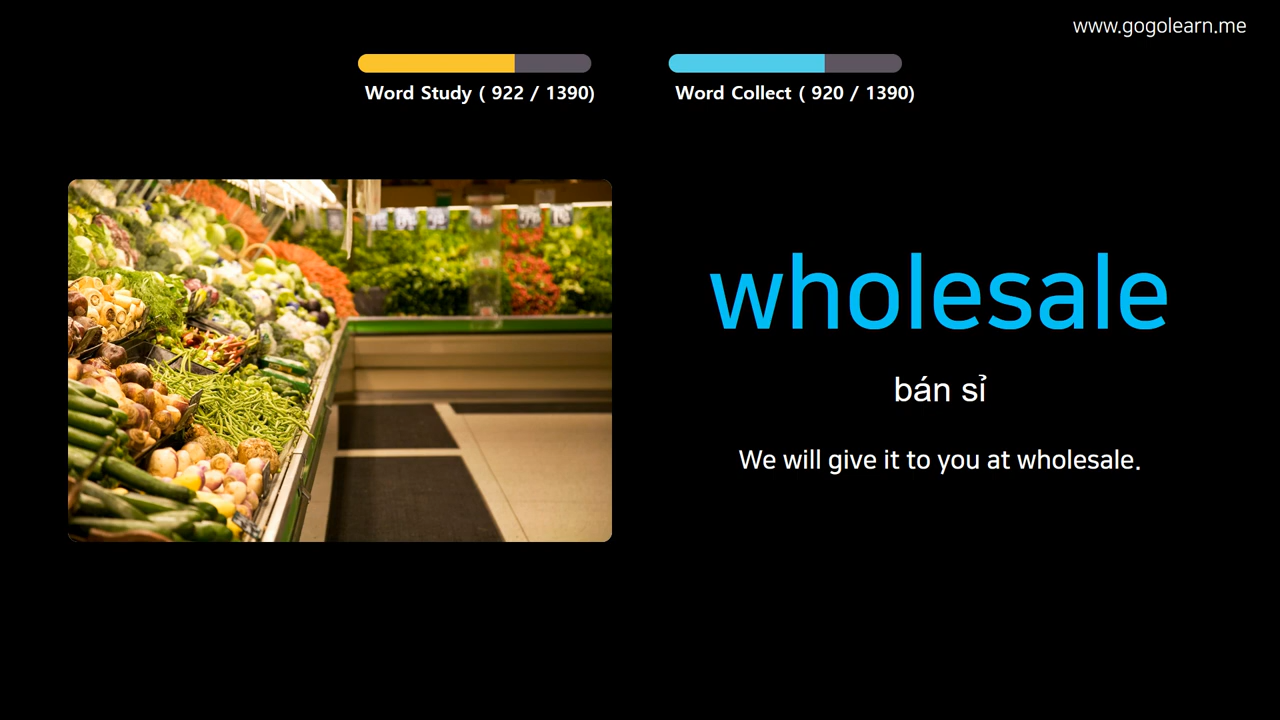 www.gogolearn.me
Word Study ( 922 / 1390)
Word Collect ( 920 / 1390)
wholesale
bán sỉ
We will give it to you at wholesale.